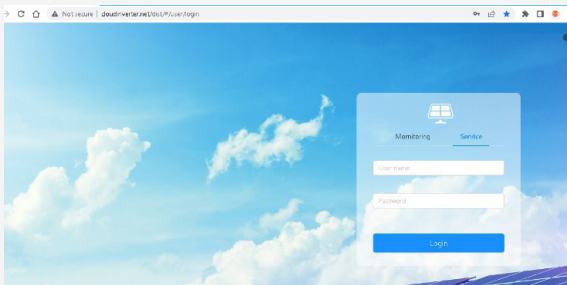 Not secure | cloudinverter.net/dist/#/user/login
Monitoring Service
User name
Password
Login